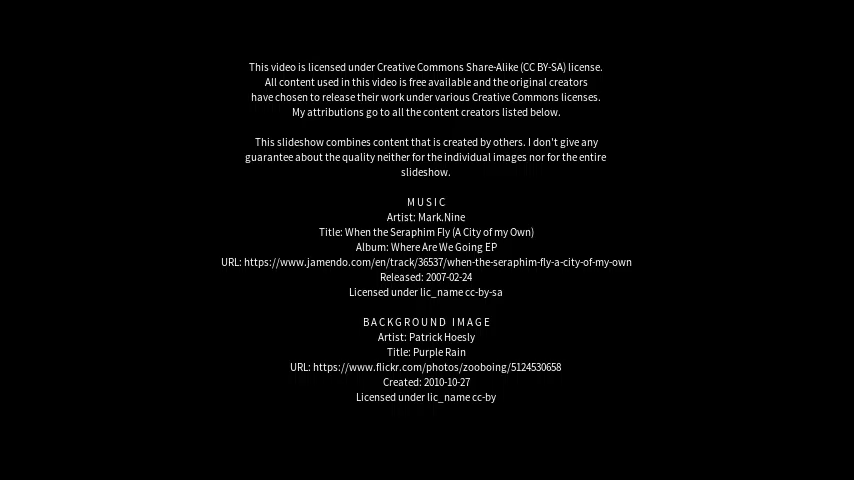 This video is licensed under Creative Commons Share-Alike (CC BY-SA) license.
All content used in this video is free available and the original creators
have chosen to release their work under various Creative Commons licenses.
My attributions go to all the content creators listed below.
This slideshow combines content that is created by others. I don't give any
guarantee about the quality neither for the individual images nor for the entire
slideshow.
MUSIC
Artist: Mark.Nine
Title: When the Seraphim Fly (A City of my Own)
Album: Where Are We Going EP
URL: https://www.jamendo.com/en/track/36537/when-the-seraphim-fly-a-city-of-my-own
Released: 2007-02-24
Licensed under lic_name cc-by-sa
BACKGROUND IMAGE
Artist: Patrick Hoesly
Title: Purple Rain
URL: https://www.flickr.com/photos/zooboing/5124530658
Created: 2010-10-27
Licensed under lic_name cc-by